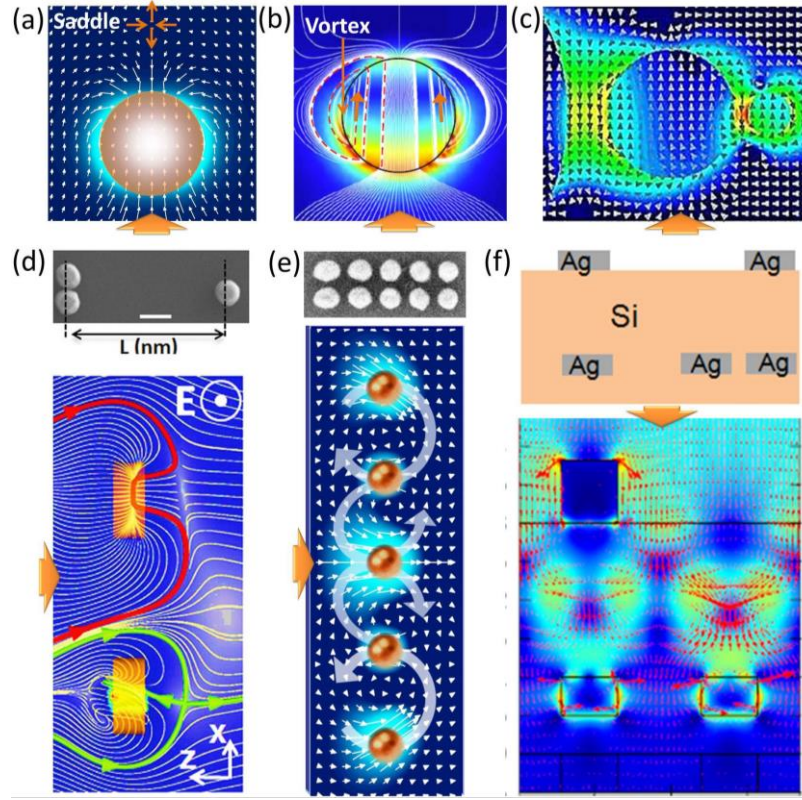 (a)
Saddle
(b)
Vortex
(c)
(d)
L (nm)
(e)
(f)
Ag
Ag
Si
Ag
Ag
Ag
E
X
Z